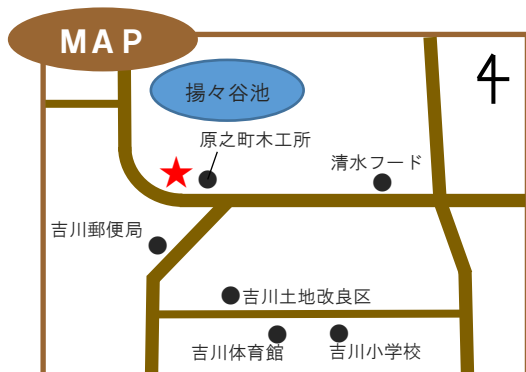 MAP
揚々谷池
原之町木工所
清水フード
吉川郵便局
吉川土地改良区
吉川体育館
吉川小学校